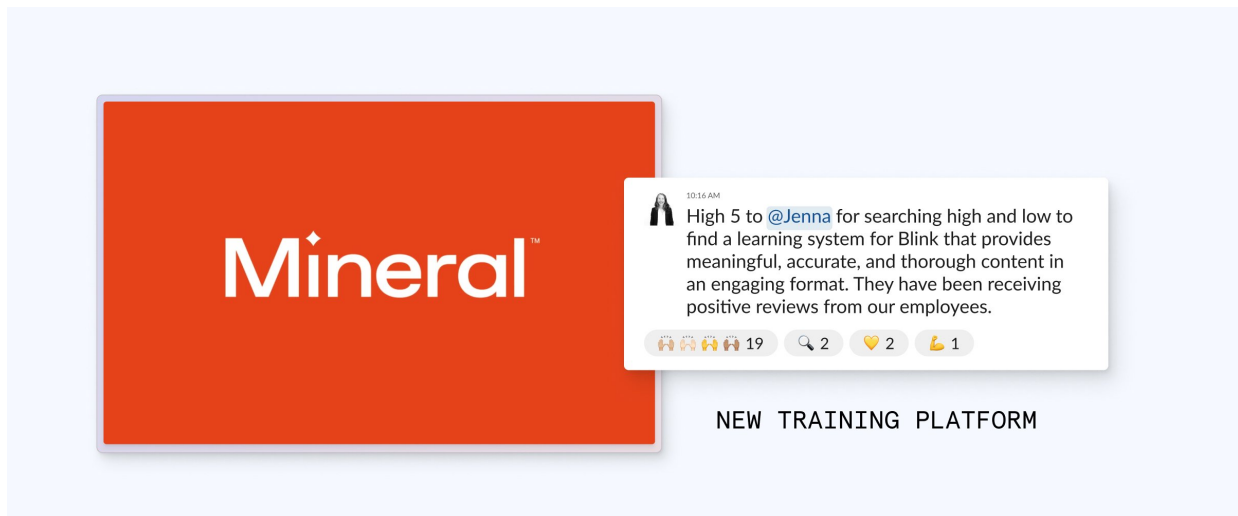 Mineral™
10:16 AM
High 5 to @Jenna for searching high and low to
find a learning system for Blink that provides
meaningful, accurate, and thorough content in
an engaging format. They have been receiving
positive reviews from our employees.
19 2 2 1
NEW TRAINING PLATFORM